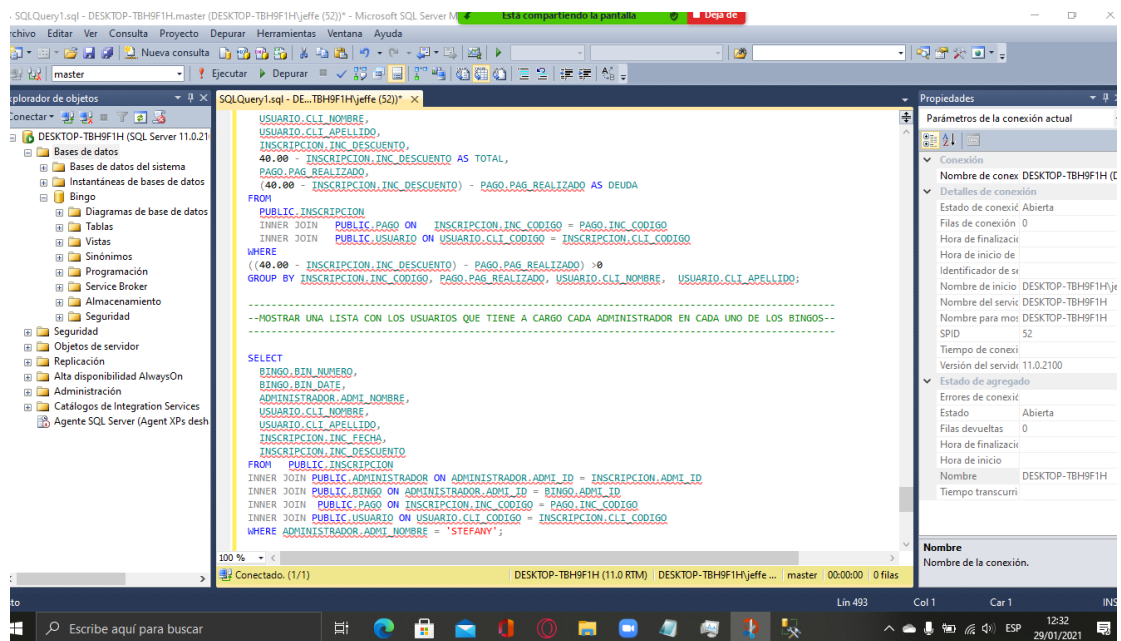 SQLQuery1.sql - DESKTOP-TBH9F1H.master (DESKTOP-TBH9F1H\jeffe (52))* - Microsoft SQL Server M
Está compartiendo la pantalla
Deja de
rchivo Editar Ver Consulta Proyecto Depurar Herramientas Ventana Ayuda
Nueva consulta
master
Ejecutar Depurar
xplorador de objetos
Conectar
DESKTOP-TBH9F1H (SQL Server 11.0.21
Bases de datos
Bases de datos del sistema
Instantáneas de bases de datos
Bingo
Diagramas de base de datos
Tablas
Vistas
Sinónimos
Programación
Service Broker
Almacenamiento
Seguridad
Seguridad
Objetos de servidor
Replicación
Alta disponibilidad AlwaysOn
Administración
Catálogos de Integration Services
Agente SQL Server (Agent XPs desh
SQLQuery1.sql - DE...TBH9F1H\jeffe (52))*
USUARIO.CLI_NOMBRE,
USUARIO.CLI_APELLIDO,
INSCRIPCION.INC_DESCUENTO,
40.00 - INSCRIPCION.INC_DESCUENTO AS TOTAL,
PAGO.PAG_REALIZADO,
(40.00 - INSCRIPCION.INC_DESCUENTO) - PAGO.PAG_REALIZADO AS DEUDA
FROM
PUBLIC.INSCRIPCION
INNER JOIN PUBLIC.PAGO ON INSCRIPCION.INC_CODIGO = PAGO.INC_CODIGO
INNER JOIN PUBLIC.USUARIO ON USUARIO.CLI_CODIGO = INSCRIPCION.CLI_CODIGO
WHERE
((40.00 - INSCRIPCION.INC_DESCUENTO) - PAGO.PAG_REALIZADO) >0
GROUP BY INSCRIPCION.INC_CODIGO, PAGO.PAG_REALIZADO, USUARIO.CLI_NOMBRE, USUARIO.CLI_APELLIDO;
--MOSTRAR UNA LISTA CON LOS USUARIOS QUE TIENE A CARGO CADA ADMINISTRADOR EN CADA UNO DE LOS BINGOS--
SELECT
BINGO.BIN_NUMERO,
BINGO.BIN_DATE,
ADMINISTRADOR.ADMI_NOMBRE,
USUARIO.CLI_NOMBRE,
USUARIO.CLI_APELLIDO,
INSCRIPCION.INC_FECHA,
INSCRIPCION.INC_DESCUENTO
FROM PUBLIC.INSCRIPCION
INNER JOIN PUBLIC.ADMINISTRADOR ON ADMINISTRADOR.ADMI_ID = INSCRIPCION.ADMI_ID
INNER JOIN PUBLIC.BINGO ON ADMINISTRADOR.ADMI_ID = BINGO.ADMI_ID
INNER JOIN PUBLIC.PAGO ON INSCRIPCION.INC_CODIGO = PAGO.INC_CODIGO
INNER JOIN PUBLIC.USUARIO ON USUARIO.CLI_CODIGO = INSCRIPCION.CLI_CODIGO
WHERE ADMINISTRADOR.ADMI_NOMBRE = 'STEFANY';
100 %
Conectado. (1/1)
DESKTOP-TBH9F1H (11.0 RTM) DESKTOP-TBH9F1H\jeffe ... master 00:00:00 0 filas
Propiedades
Parámetros de la conexión actual
Conexión
Nombre de conex DESKTOP-TBH9F1H (D
Detalles de conexión
Estado de conexió Abierta
Filas de conexión 0
Hora de finalizació
Hora de inicio de
Identificador de se
Nombre de inicio DESKTOP-TBH9F1H\je
Nombre del servic DESKTOP-TBH9F1H
Nombre para mos DESKTOP-TBH9F1H
SPID 52
Tiempo de conexi
Versión del servide 11.0.2100
Estado de agregado
Errores de conexió
Estado Abierta
Filas devueltas 0
Hora de finalizació
Hora de inicio
Nombre DESKTOP-TBH9F1H
Tiempo transcurri
Nombre
Nombre de la conexión.
to
Lín 493 Col 1 Car 1 INS
Escribe aquí para buscar
ESP
12:32
29/01/2021